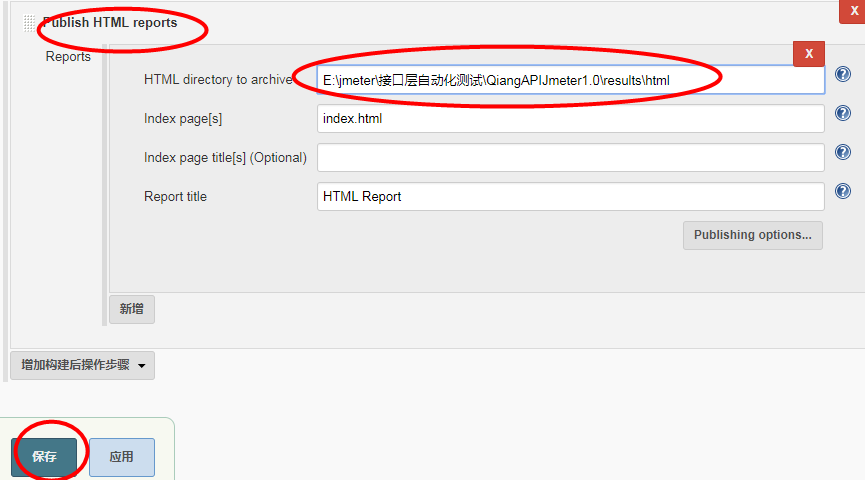 X
Publish HTML reports
X
Reports
HTML directory to archive E:\jmeter\接口层自动化测试\QiangAPIJmeter1.0\results\html
Index page[s] index.html
Index page title[s] (Optional)
Report title HTML Report
Publishing options...
新增
增加构建后操作步骤
保存 应用